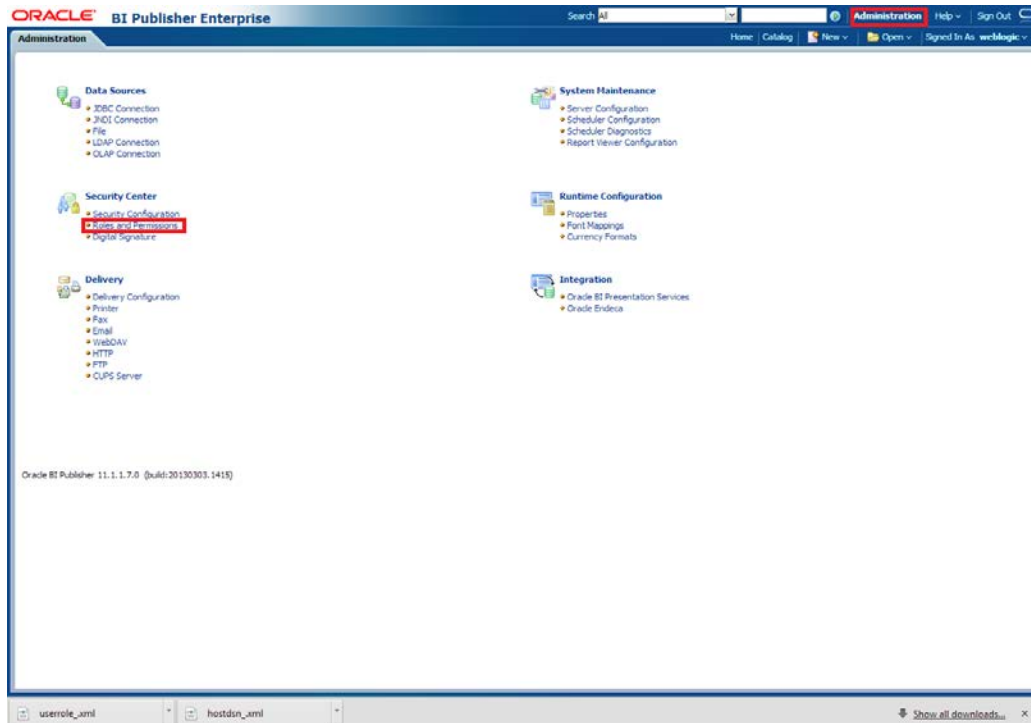 ORACLE BI Publisher Enterprise
Search All
Administration Help Sign Out
Administration
Home Catalog New Open Signed In As weblogic
Data Sources
JDBC Connection
JNDI Connection
File
LDAP Connection
OLAP Connection
System Maintenance
Server Configuration
Scheduler Configuration
Scheduler Diagnostics
Report Viewer Configuration
Security Center
Security Configuration
Roles and Permissions
Digital Signature
Runtime Configuration
Properties
Font Mappings
Currency Formats
Delivery
Delivery Configuration
Printer
Fax
Email
WebDAV
HTTP
FTP
CUPS Server
Integration
Oracle BI Presentation Services
Oracle Endeca
Oracle BI Publisher 11.1.1.7.0 (build:20130303.1415)
userrole_.xml
hostdsn_.xml
Show all downloads...